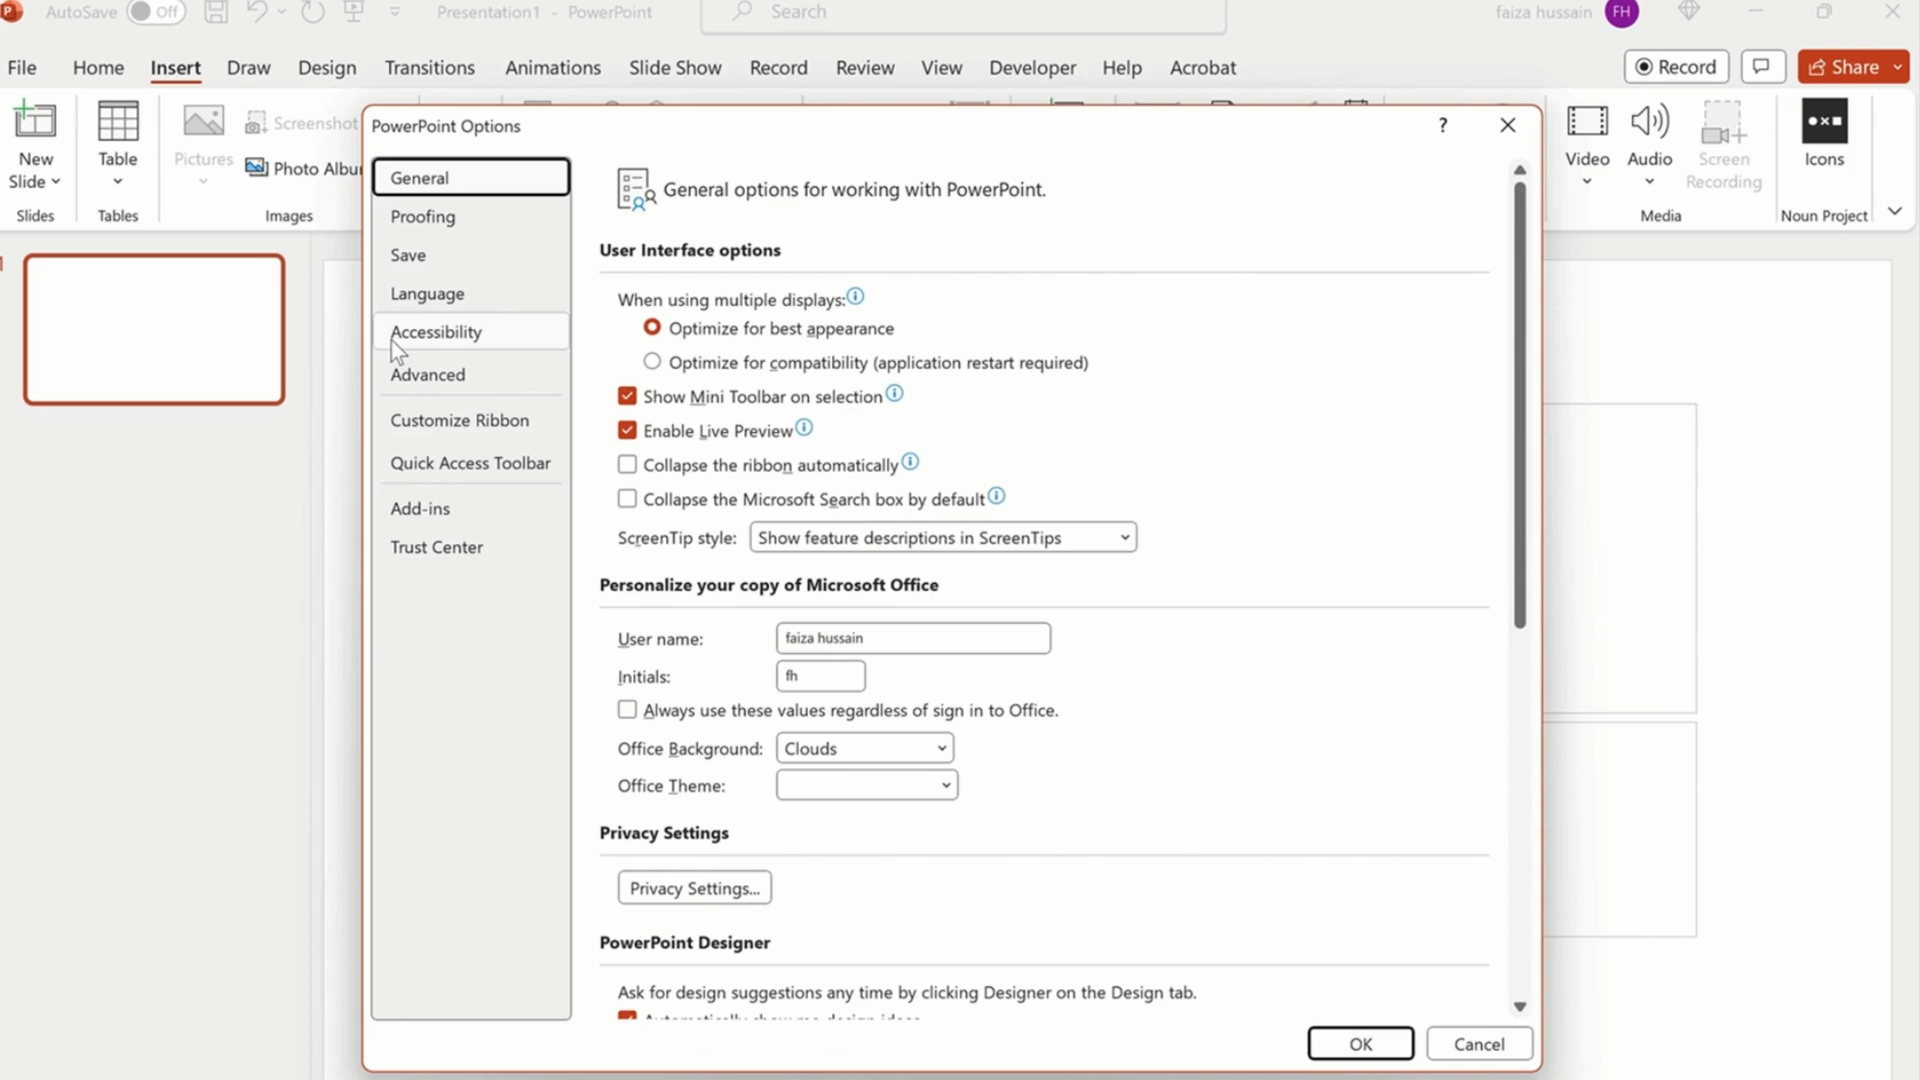 AutoSave Off Presentation1 - PowerPoint Search faiza hussain FH
File Home Insert Draw Design Transitions Animations Slide Show Record Review View Developer Help Acrobat Record Share
New Slide
Table
Pictures
Screenshot
Photo Albu
Video
Audio
Screen Recording
Icons
Slides Tables Images Media Noun Project
PowerPoint Options ?
General
Proofing
Save
Language
Accessibility
Advanced
Customize Ribbon
Quick Access Toolbar
Add-ins
Trust Center
General options for working with PowerPoint.
User Interface options
When using multiple displays:
Optimize for best appearance
Optimize for compatibility (application restart required)
Show Mini Toolbar on selection
Enable Live Preview
Collapse the ribbon automatically
Collapse the Microsoft Search box by default
ScreenTip style: Show feature descriptions in ScreenTips
Personalize your copy of Microsoft Office
User name: faiza hussain
Initials: fh
Always use these values regardless of sign in to Office.
Office Background: Clouds
Office Theme:
Privacy Settings
Privacy Settings...
PowerPoint Designer
Ask for design suggestions any time by clicking Designer on the Design tab.
OK Cancel